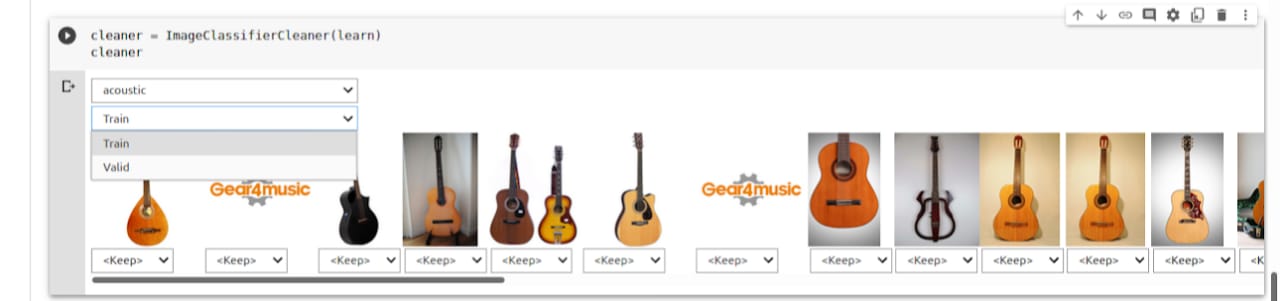 cleaner = ImageClassifierCleaner(learn)
cleaner
acoustic
Train
Train
Valid
Gear4music
Gear4music
<Keep>
<Keep>
<Keep>
<Keep>
<Keep>
<Keep>
<Keep>
<Keep>
<Keep>
<Keep>
<Keep>
<Keep>
<K